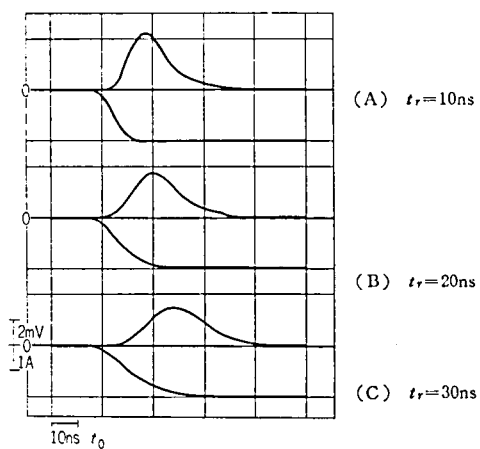 0
(A) tr=10ns
0
(B) tr=20ns
2mV
0
1A
(C) tr=30ns
10ns t0